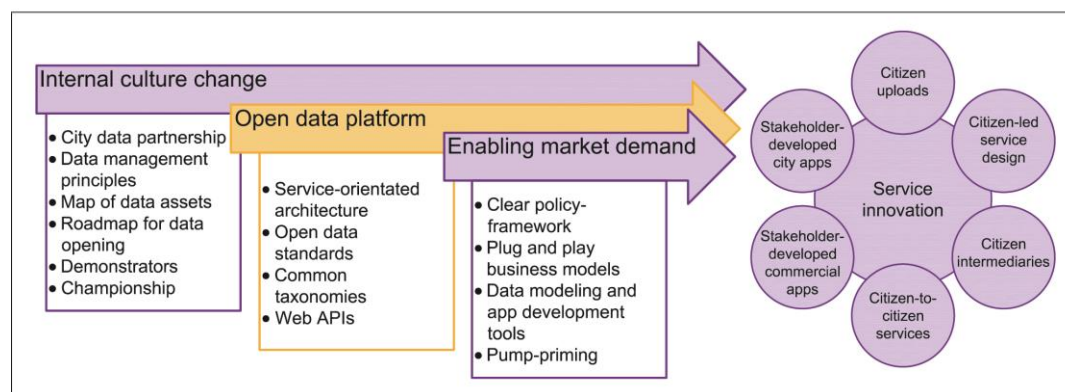 Internal culture change
• City data partnership
• Data management
principles
• Map of data assets
• Roadmap for data
opening
• Demonstrators
• Championship
Open data platform
• Service-orientated
architecture
• Open data
standards
• Common
taxonomies
• Web APIs
Enabling market demand
• Clear policy-
framework
• Plug and play
business models
• Data modeling and
app development
tools
• Pump-priming
Citizen
uploads
Stakeholder-
developed
city apps
Citizen-led
service
design
Service
innovation
Stakeholder-
developed
commercial
apps
Citizen
intermediaries
Citizen-to-
citizen
services